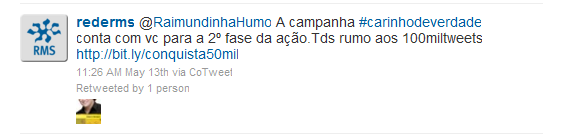 RMS
rederms @RaimundinhaHumo A campanha #carinhodeverdade
conta com vc para a 2º fase da ação.Tds rumo aos 100miltweets
http://bit.ly/conquista50mil
11:26 AM May 13th via CoTweet
Retweeted by 1 person